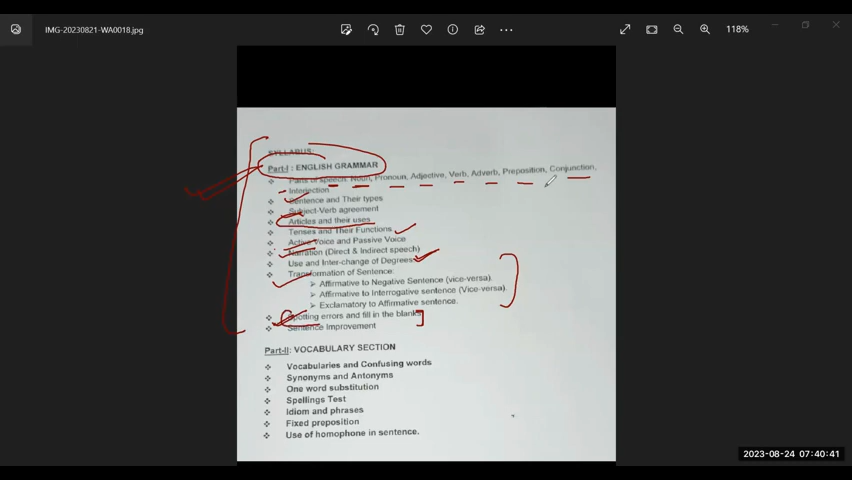 IMG-20230821-WA0018.jpg
118%
SYLLABUS:
Part-I : ENGLISH GRAMMAR
❖ Parts of speech: Noun, Pronoun, Adjective, Verb, Adverb, Preposition, Conjunction,
Interjection
❖ Sentence and Their types
❖ Subject-Verb agreement
❖ Articles and their uses
❖ Tenses and Their Functions
❖ Active Voice and Passive Voice
❖ Narration (Direct & Indirect speech)
❖ Use and Inter-change of Degrees
❖ Transformation of Sentence:
➢ Affirmative to Negative Sentence (vice-versa).
➢ Affirmative to Interrogative sentence (Vice-versa).
➢ Exclamatory to Affirmative sentence.
❖ Spotting errors and fill in the blanks
❖ Sentence Improvement
Part-II: VOCABULARY SECTION
❖ Vocabularies and Confusing words
❖ Synonyms and Antonyms
❖ One word substitution
❖ Spellings Test
❖ Idiom and phrases
❖ Fixed preposition
❖ Use of homophone in sentence.
2023-08-24 07:40:41